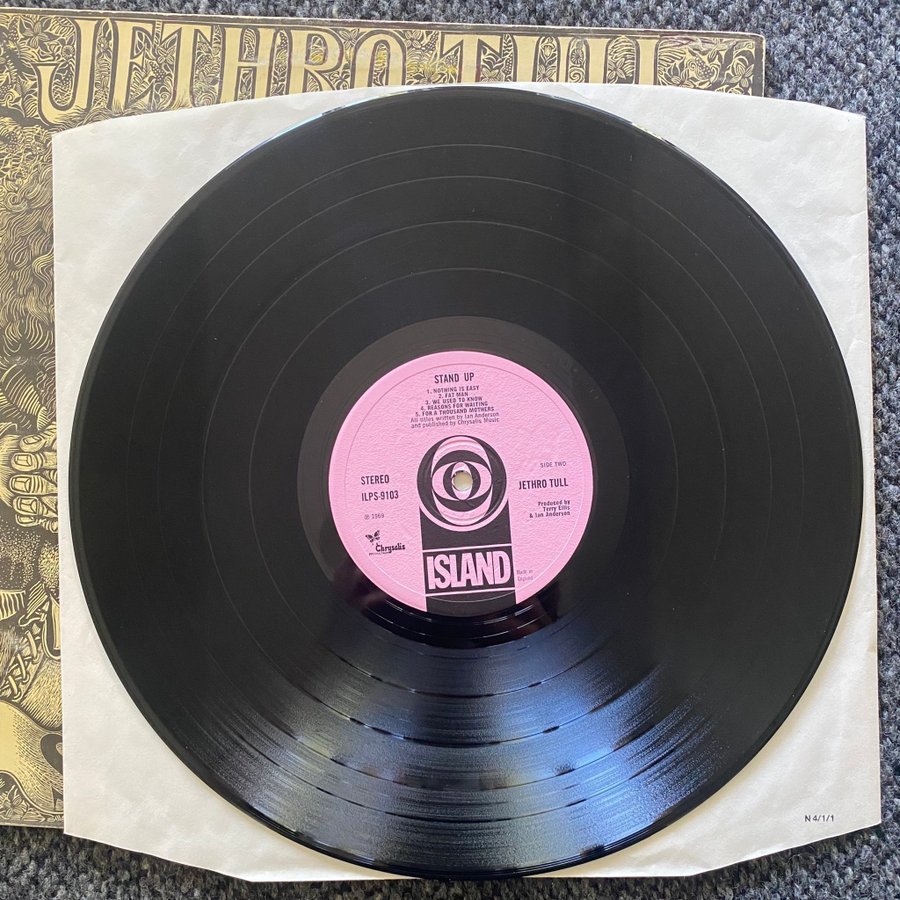 JETHRO TULL
STAND UP
1. NOTHING IS EASY
2. FAT MAN
3. WE USED TO KNOW
4. REASONS FOR WAITING
5. FOR A THOUSAND MOTHERS
All titles written by Ian Anderson
and published by Chrysalis Music
STEREO
ILPS-9103
℗ 1969
Chrysalis
SIDE TWO
JETHRO TULL
Produced by
Terry Ellis
& Ian Anderson
ISLAND
Made in
England
N 4/1/1